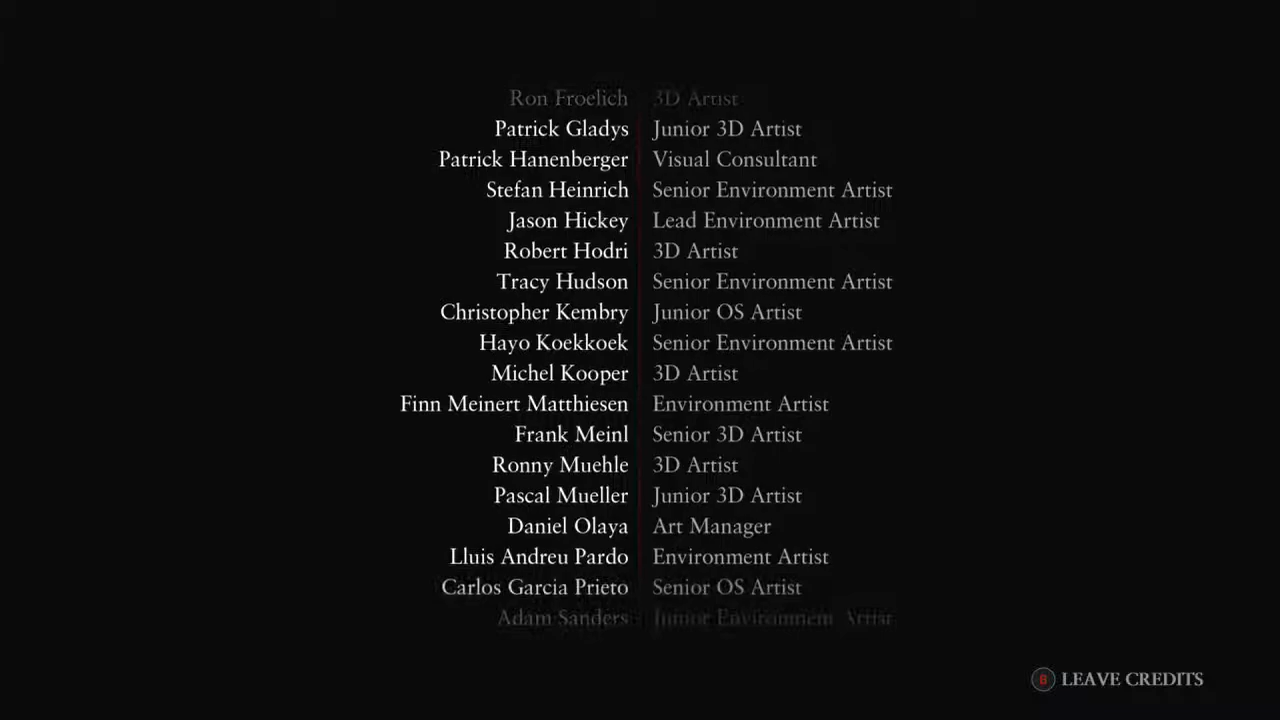 Ron Froelich 3D Artist
Patrick Gladys Junior 3D Artist
Patrick Hanenberger Visual Consultant
Stefan Heinrich Senior Environment Artist
Jason Hickey Lead Environment Artist
Robert Hodri 3D Artist
Tracy Hudson Senior Environment Artist
Christopher Kembry Junior OS Artist
Hayo Koekkoek Senior Environment Artist
Michel Kooper 3D Artist
Finn Meinert Matthiesen Environment Artist
Frank Meinl Senior 3D Artist
Ronny Muehle 3D Artist
Pascal Mueller Junior 3D Artist
Daniel Olaya Art Manager
Lluis Andreu Pardo Environment Artist
Carlos Garcia Prieto Senior OS Artist
Adam Sanders Junior Environment Artist
LEAVE CREDITS